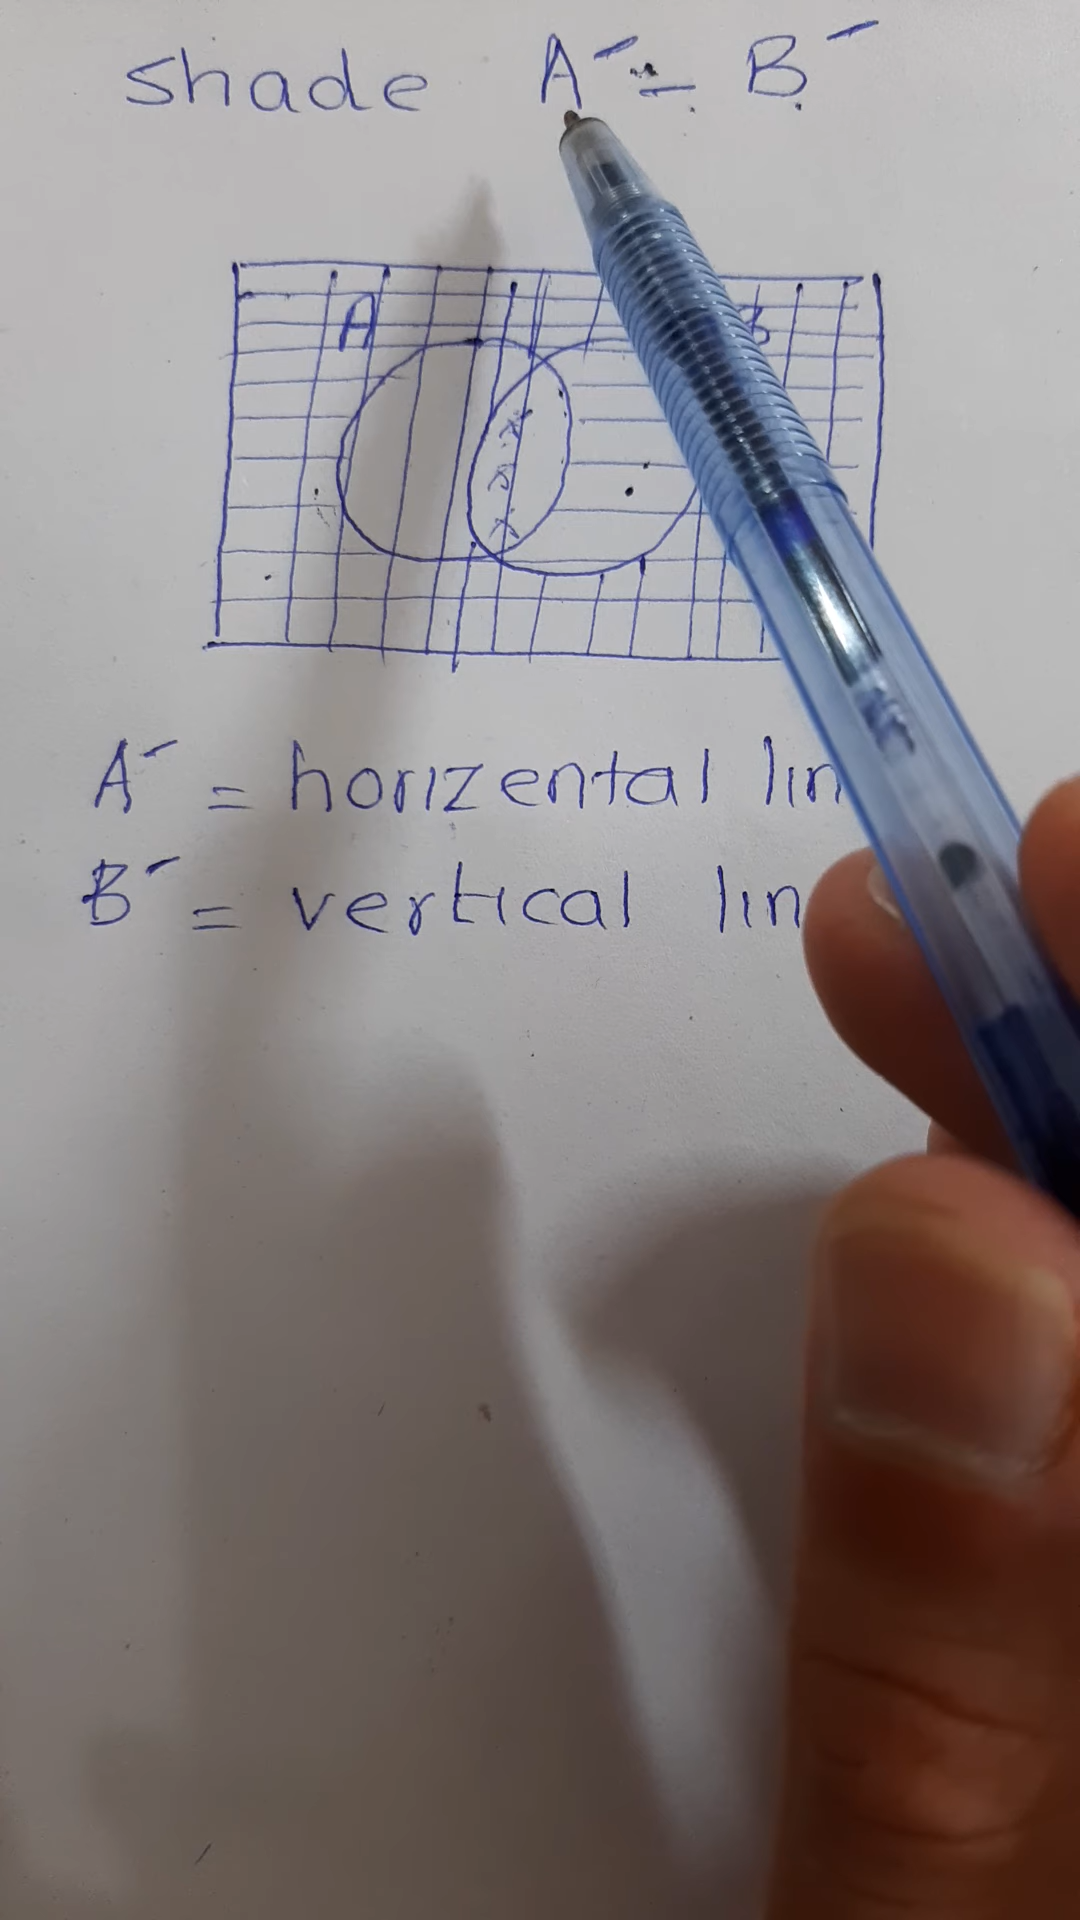 shade A⁻ - B⁻
A B
A⁻ = horizental lin
B⁻ = vertical lin